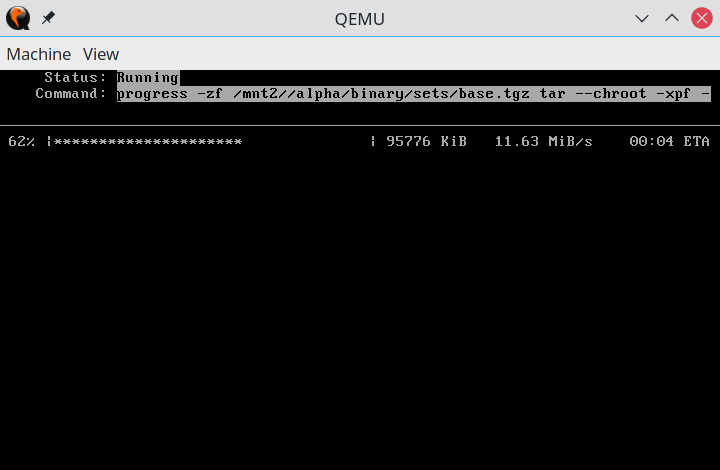 QEMU
Machine View
Status: Running
Command: progress -zf /mnt2//alpha/binary/sets/base.tgz tar --chroot -xpf -
62% |********************* | 95776 KiB 11.63 MiB/s 00:04 ETA